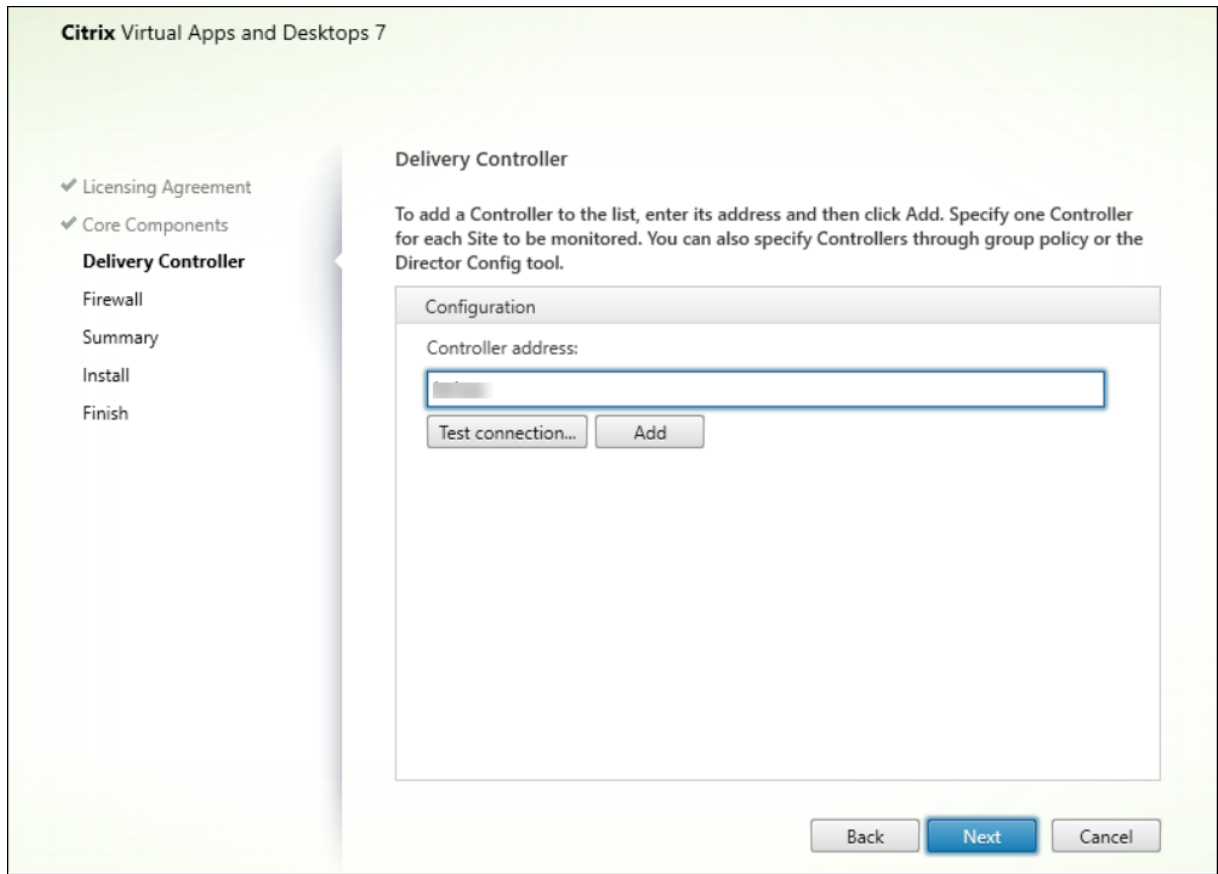 Citrix Virtual Apps and Desktops 7
Licensing Agreement
Core Components
Delivery Controller
Firewall
Summary
Install
Finish
Delivery Controller
To add a Controller to the list, enter its address and then click Add. Specify one Controller
for each Site to be monitored. You can also specify Controllers through group policy or the
Director Config tool.
Configuration
Controller address:
Test connection... Add
Back Next Cancel